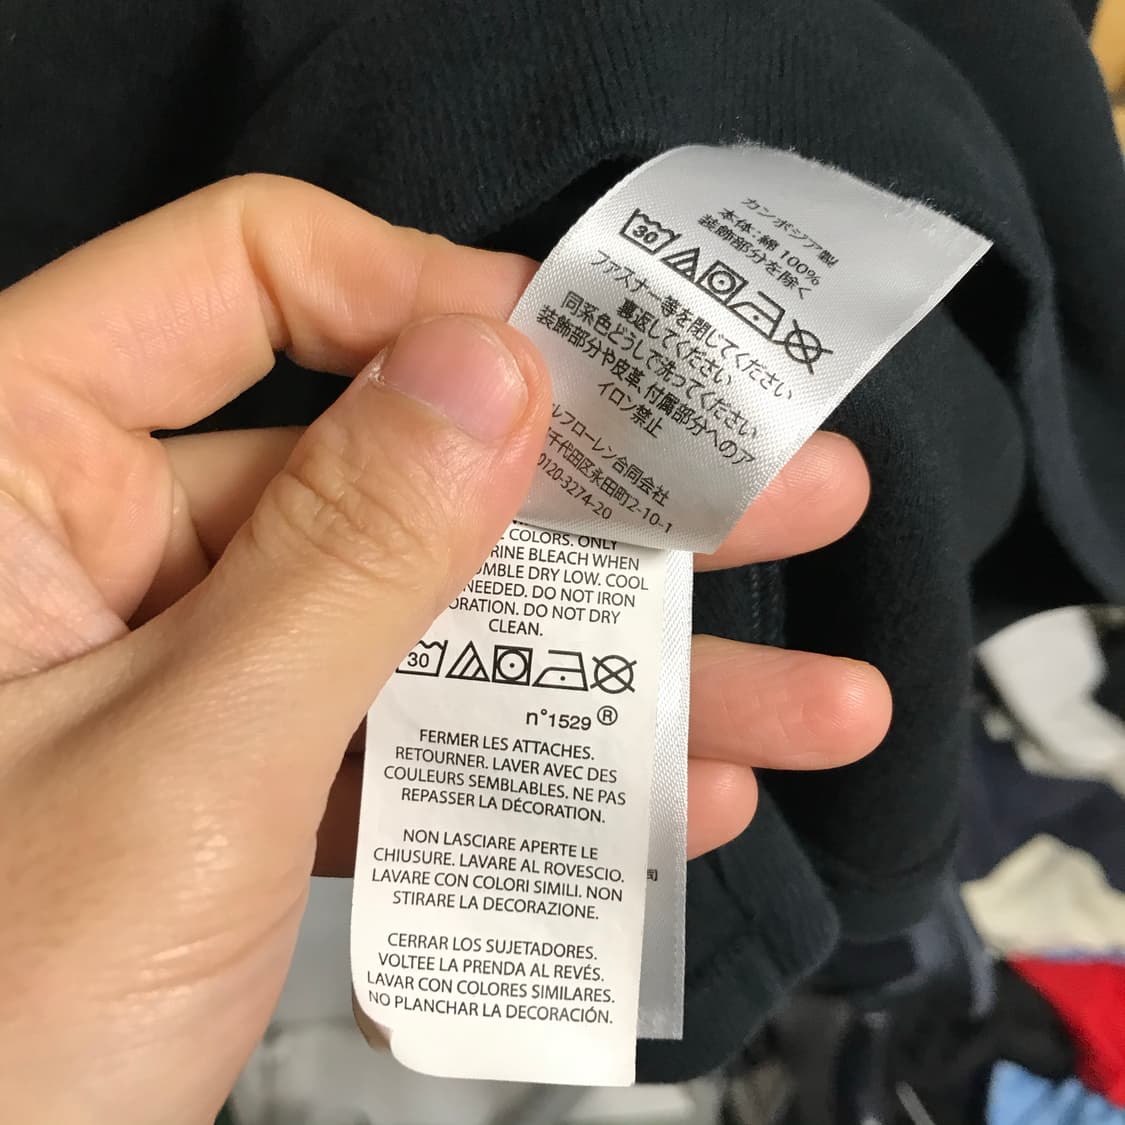 カンボジア製
本体:綿 100%
装飾部分を除く
30
ファスナー等を閉じてください
裏返してください
同系色どうしで洗ってください
装飾部分や皮革、付属部分へのア
イロン禁止
ルフローレン合同会社
千代田区永田町2-10-1
0120-3274-20
COLORS. ONLY
BLEACH WHEN
DRY LOW. COOL
NEEDED. DO NOT IRON
DO NOT DRY
CLEAN.
30
n°1529 ®
FERMER LES ATTACHES.
RETOURNER. LAVER AVEC DES
COULEURS SEMBLABLES. NE PAS
REPASSER LA DÉCORATION.
NON LASCIARE APERTE LE
CHIUSURE. LAVARE AL ROVESCIO.
LAVARE CON COLORI SIMILI. NON
STIRARE LA DECORAZIONE.
CERRAR LOS SUJETADORES.
VOLTEE LA PRENDA AL REVÉS.
LAVAR CON COLORES SIMILARES.
NO PLANCHAR LA DECORACIÓN.
司